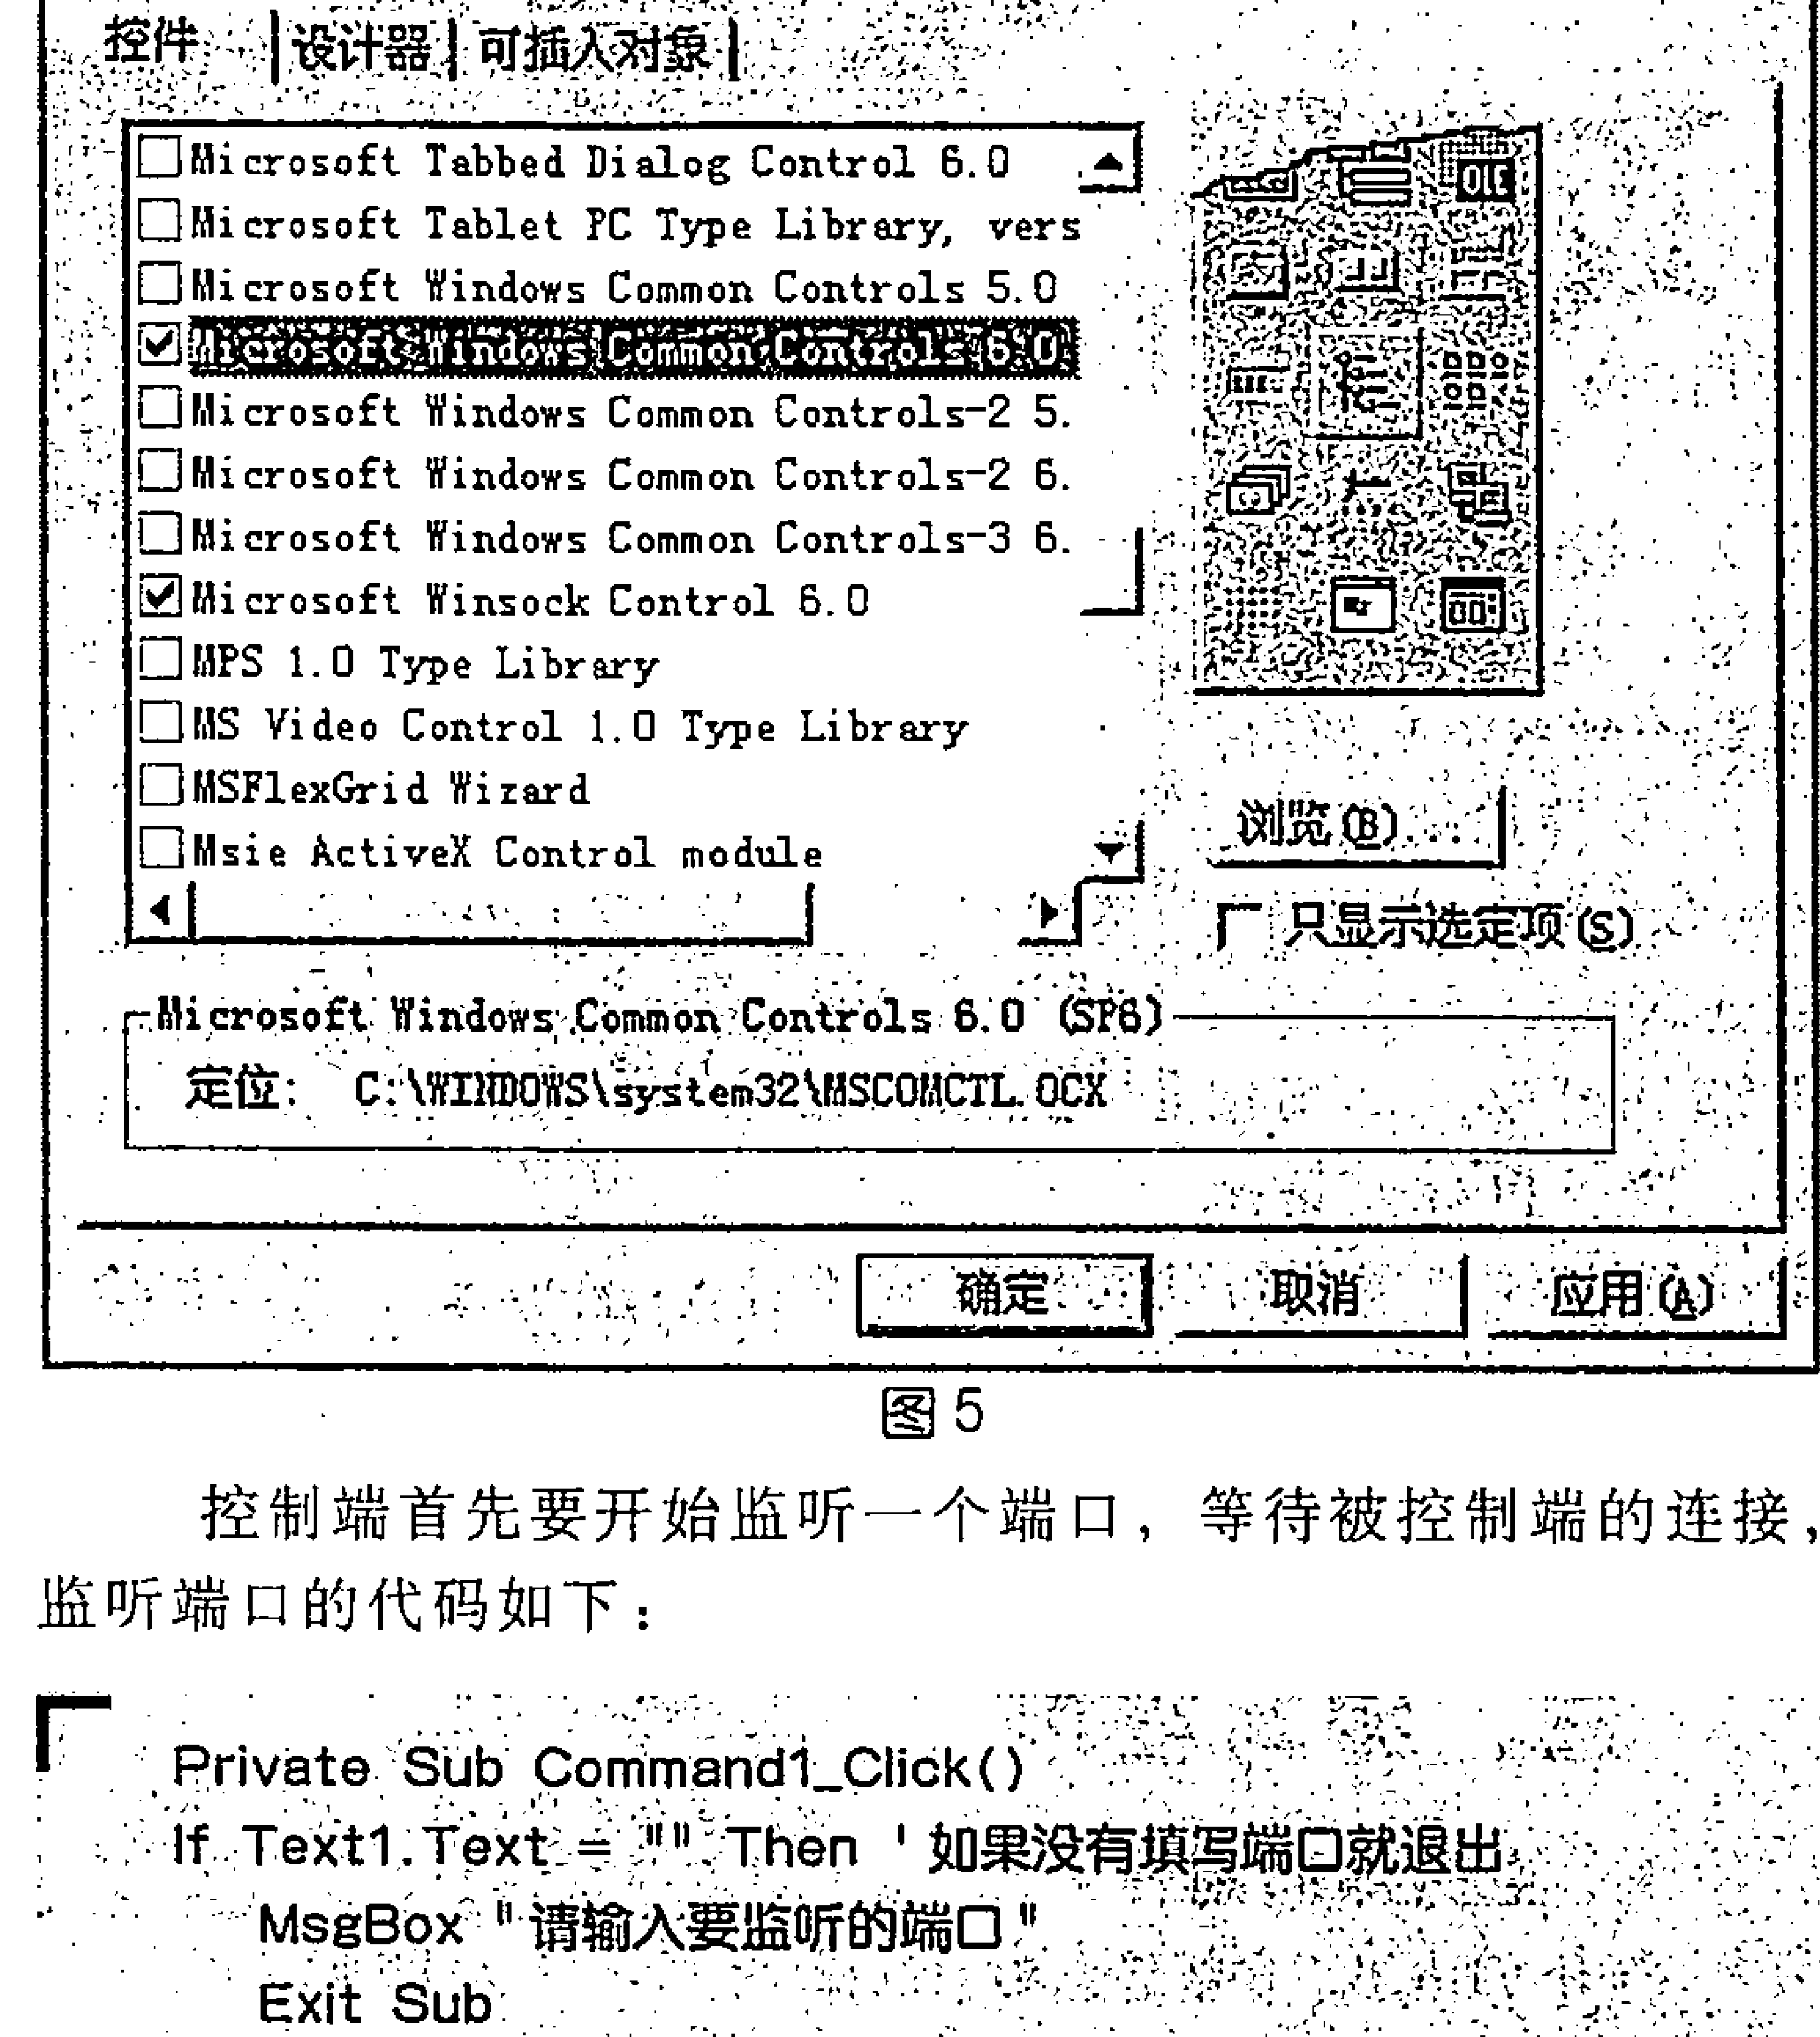 控件 设计器 可插入对象
Microsoft Tabbed Dialog Control 6.0
Microsoft Tablet PC Type Library, vers
Microsoft Windows Common Controls 5.0
Microsoft Windows Common Controls 6.0
Microsoft Windows Common Controls-2 5.
Microsoft Windows Common Controls-2 6.
Microsoft Windows Common Controls-3 6.
Microsoft Winsock Control 6.0
MPS 1.0 Type Library
MS Video Control 1.0 Type Library
MSFlexGrid Wizard
Msie ActiveX Control module
浏览(B)...
只显示选定项(S)
Microsoft Windows Common Controls 6.0 (SP6)
定位: C:\WINDOWS\system32\MSCOMCTL.OCX
确定 取消 应用(A)
图 5
控制端首先要开始监听一个端口，等待被控制端的连接，
监听端口的代码如下：
Private Sub Command1_Click()
If Text1.Text = "" Then ' 如果没有填写端口就退出
MsgBox "请输入要监听的端口"
Exit Sub